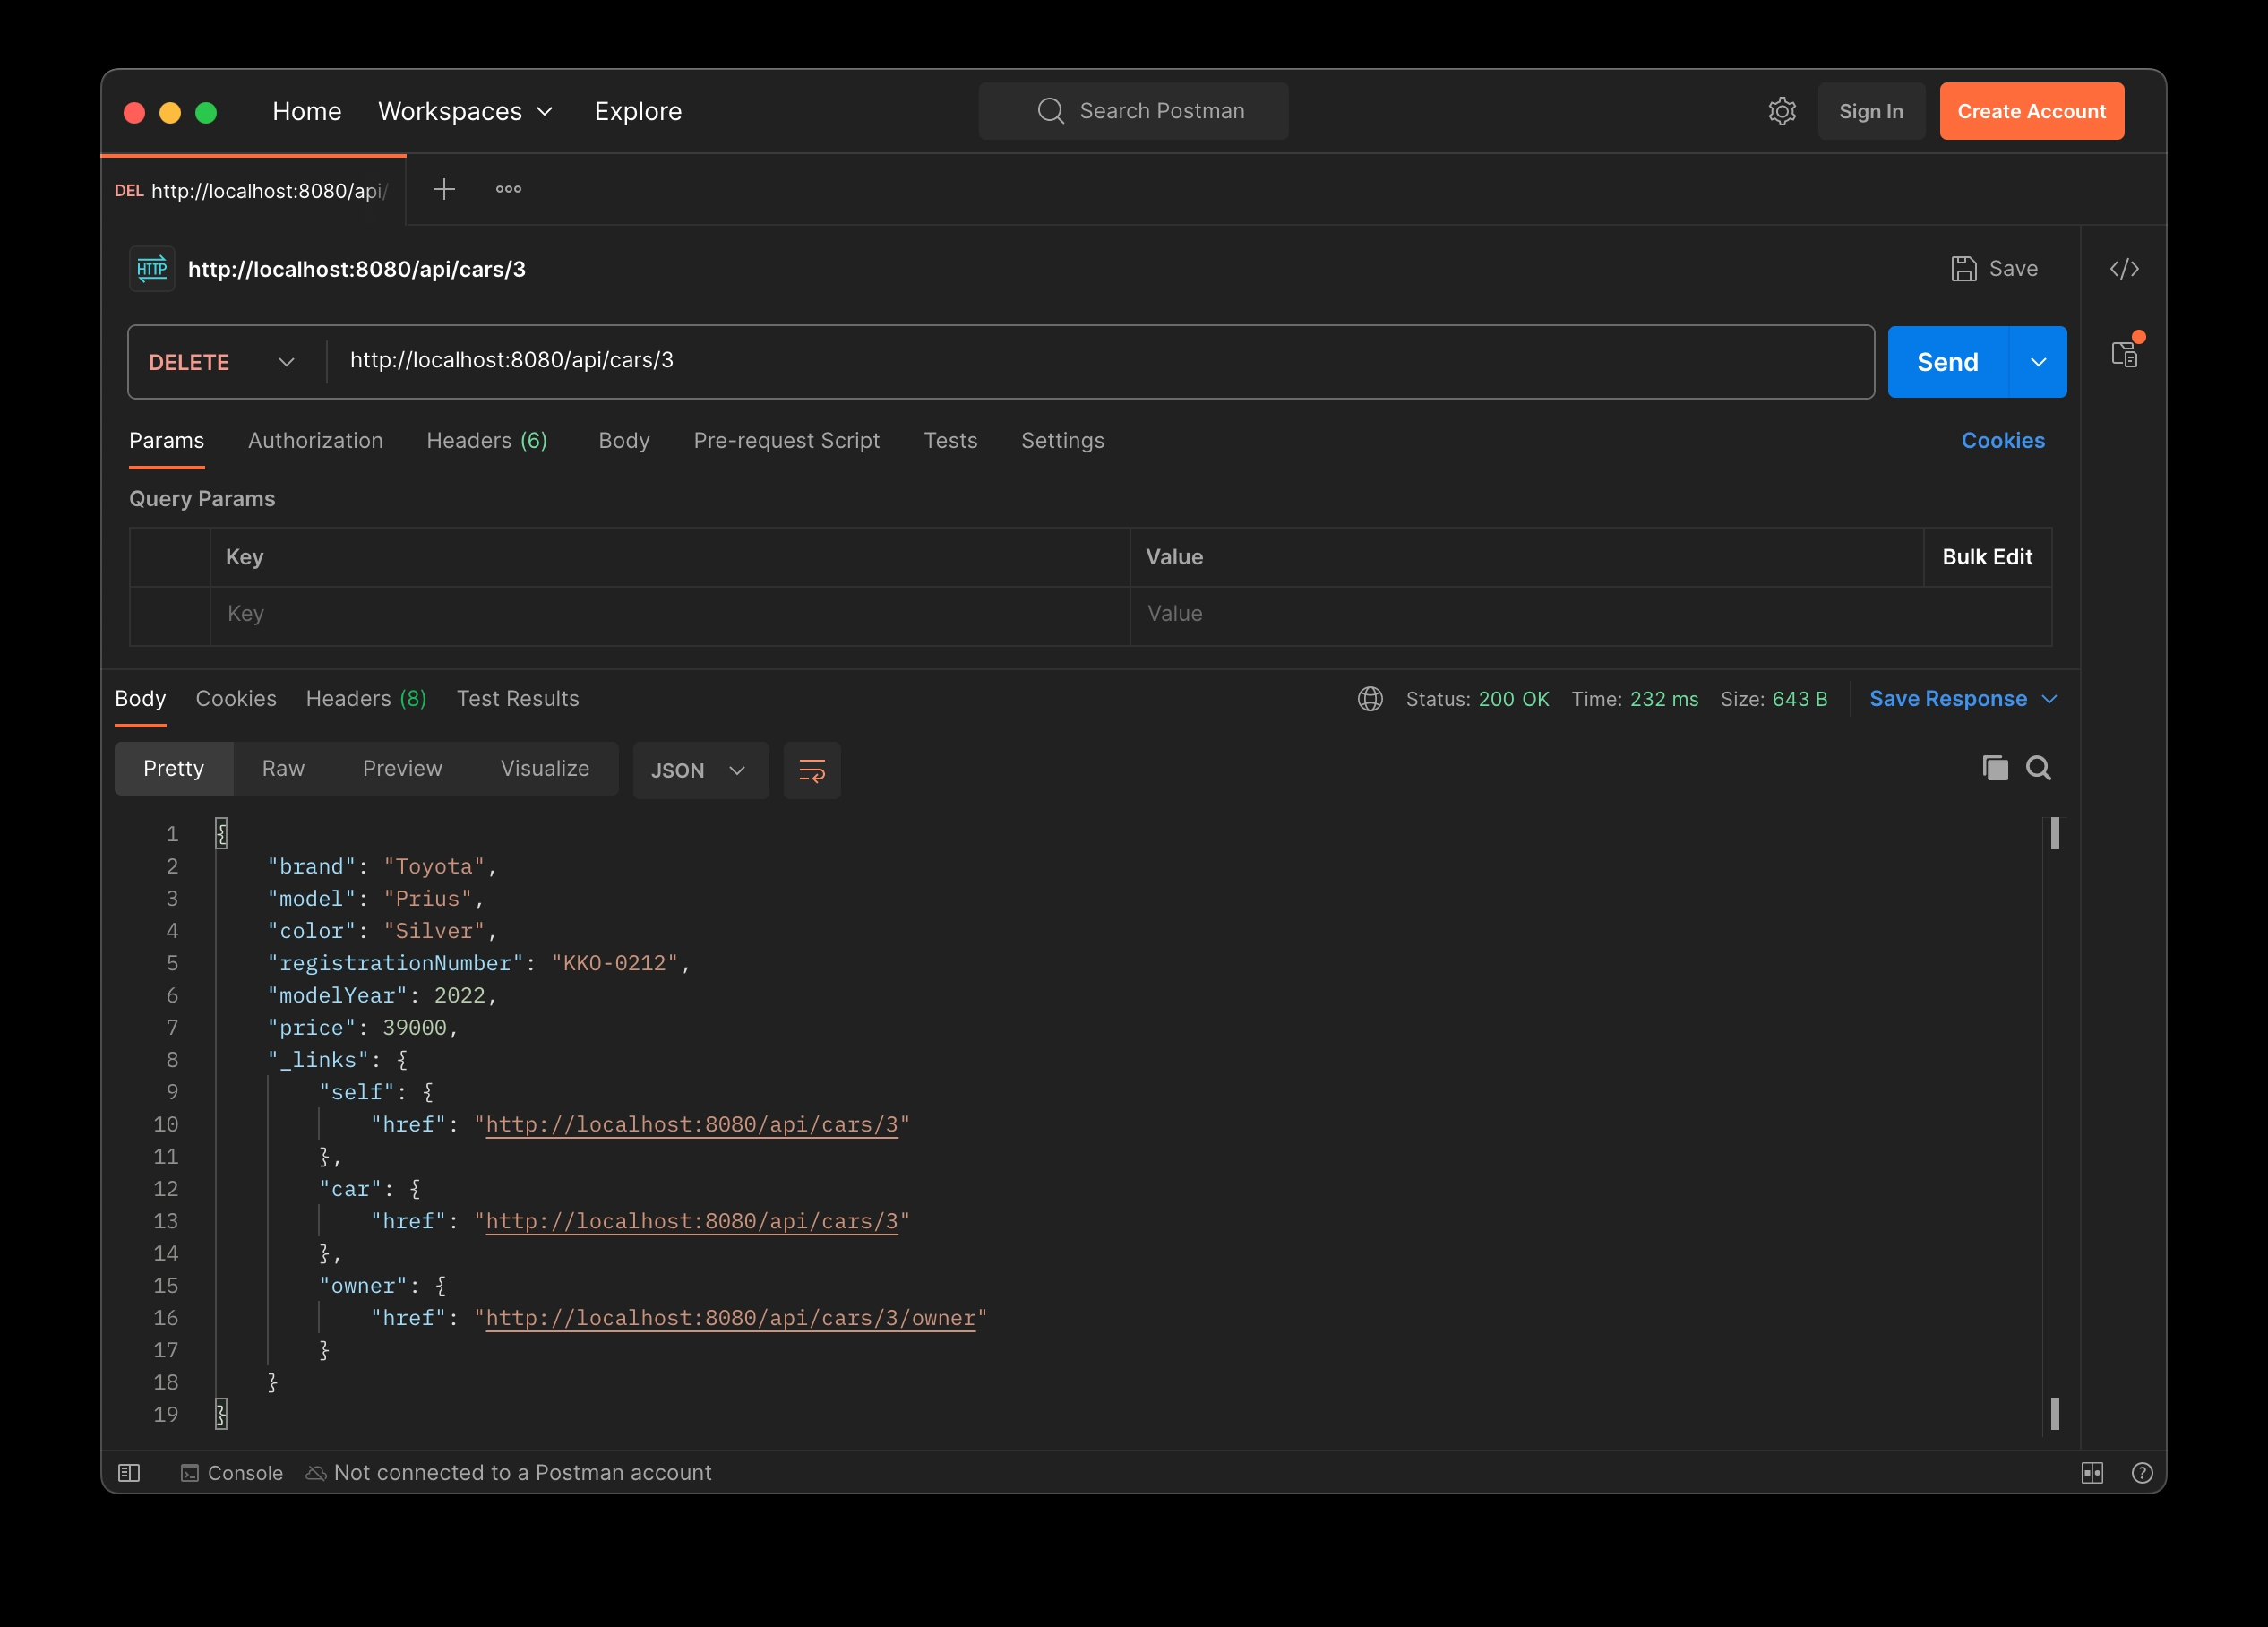 Home Workspaces Explore Search Postman Sign In Create Account
DEL http://localhost:8080/api/
HTTP http://localhost:8080/api/cars/3 Save
DELETE http://localhost:8080/api/cars/3 Send
Params Authorization Headers (6) Body Pre-request Script Tests Settings Cookies
Query Params
Key Value Bulk Edit
Key Value
Body Cookies Headers (8) Test Results Status: 200 OK Time: 232 ms Size: 643 B Save Response
Pretty Raw Preview Visualize JSON
1 {
2 "brand": "Toyota",
3 "model": "Prius",
4 "color": "Silver",
5 "registrationNumber": "KKO-0212",
6 "modelYear": 2022,
7 "price": 39000,
8 "_links": {
9 "self": {
10 "href": "http://localhost:8080/api/cars/3"
11 },
12 "car": {
13 "href": "http://localhost:8080/api/cars/3"
14 },
15 "owner": {
16 "href": "http://localhost:8080/api/cars/3/owner"
17 }
18 }
19 }
Console Not connected to a Postman account